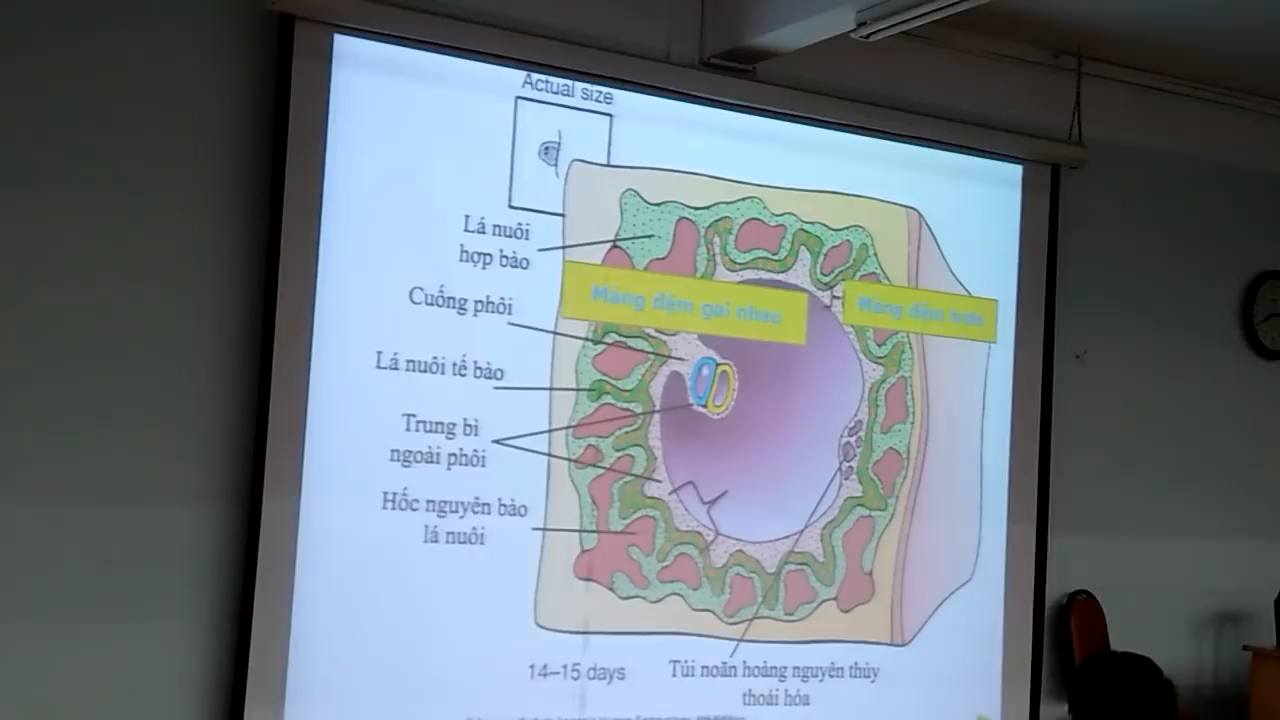 Actual size
Lá nuôi
hợp bào
Màng đệm gai nhau
Màng đệm trơn
Cuống phôi
Lá nuôi tế bào
Trung bì
ngoài phôi
Hốc nguyên bào
lá nuôi
14–15 days
Túi noãn hoàng nguyên thủy
thoái hóa